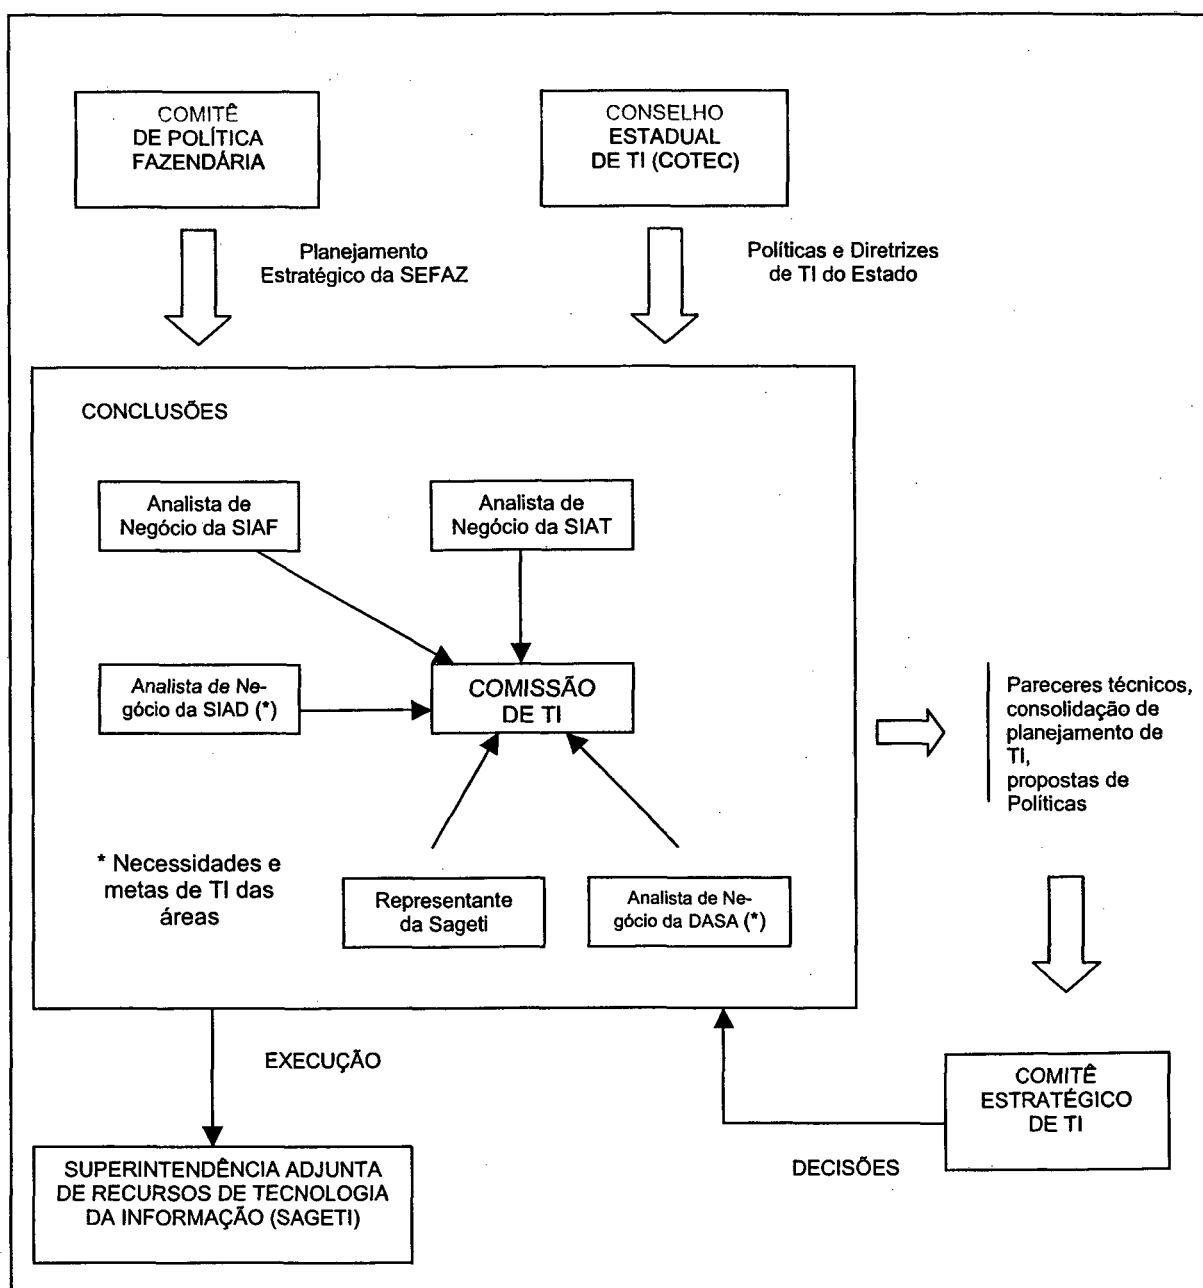 COMITÊ
DE POLÍTICA
FAZENDÁRIA
CONSELHO
ESTADUAL
DE TI (COTEC)
Planejamento
Estratégico da SEFAZ
Políticas e Diretrizes
de TI do Estado
CONCLUSÕES
Analista de
Negócio da SIAF
Analista de
Negócio da SIAT
Analista de Ne-
gócio da SIAD (*)
COMISSÃO
DE TI
Pareceres técnicos,
consolidação de
planejamento de
TI,
propostas de
Políticas
* Necessidades e
metas de TI das
áreas
Representante
da Sageti
Analista de Ne-
gócio da DASA (*)
EXECUÇÃO
COMITÊ
ESTRATÉGICO
DE TI
DECISÕES
SUPERINTENDÊNCIA ADJUNTA
DE RECURSOS DE TECNOLOGIA
DA INFORMAÇÃO (SAGETI)